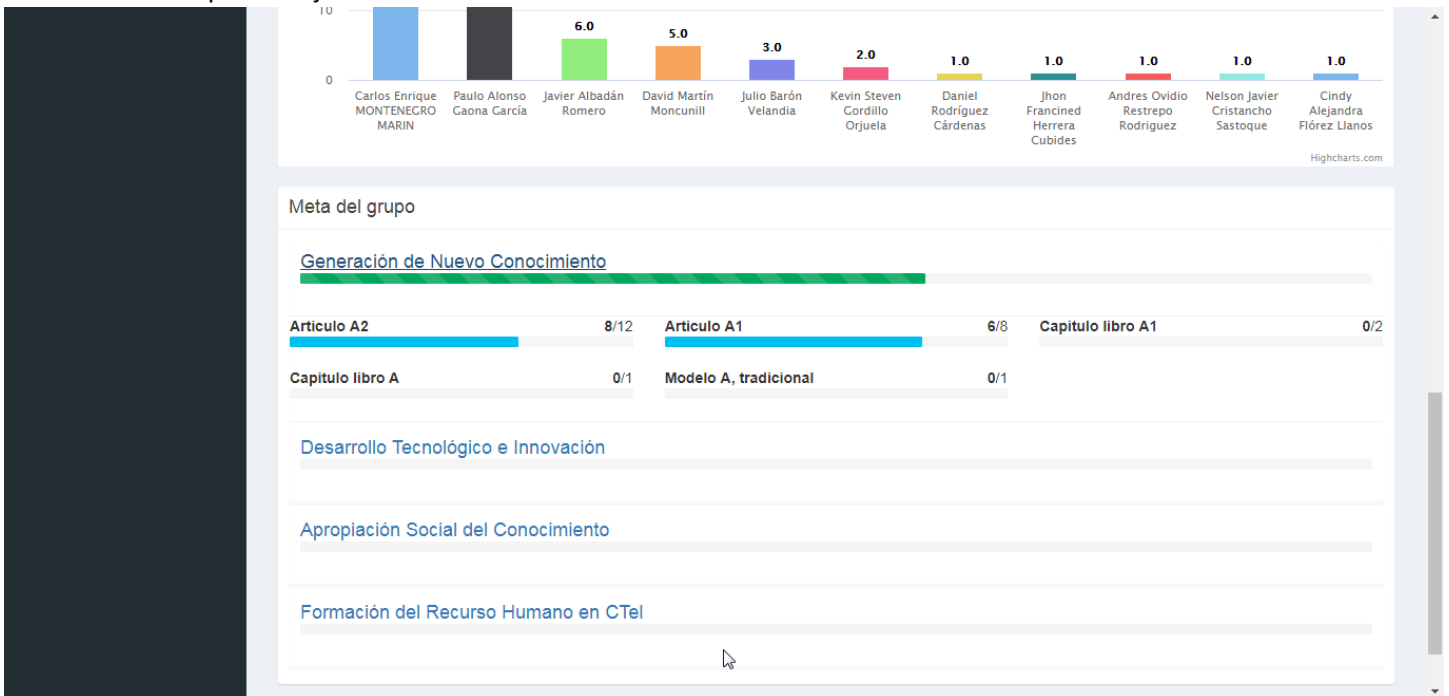 10
6.0
5.0
3.0
2.0
1.0
1.0
1.0
1.0
1.0
0
Carlos Enrique
MONTENEGRO
MARIN
Paulo Alonso
Gaona García
Javier Albadán
Romero
David Martín
Moncunill
Julio Barón
Velandia
Kevin Steven
Gordillo
Orjuela
Daniel
Rodríguez
Cárdenas
Jhon
Francined
Herrera
Cubides
Andres Ovidio
Restrepo
Rodriguez
Nelson Javier
Cristancho
Sastoque
Cindy
Alejandra
Flórez Llanos
Highcharts.com
Meta del grupo
Generación de Nuevo Conocimiento
Articulo A2 8/12
Articulo A1 6/8
Capitulo libro A1 0/2
Capitulo libro A 0/1
Modelo A, tradicional 0/1
Desarrollo Tecnológico e Innovación
Apropiación Social del Conocimiento
Formación del Recurso Humano en CTeI